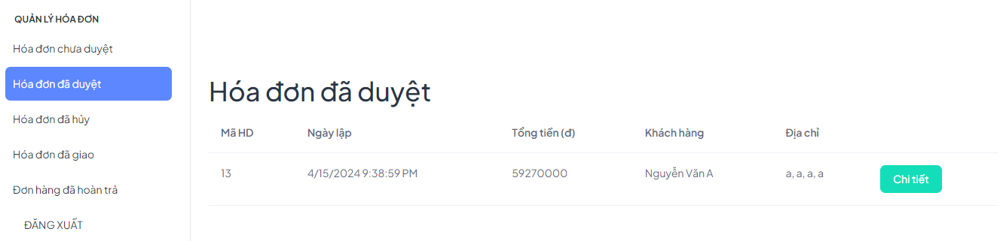 QUẢN LÝ HÓA ĐƠN
Hóa đơn chưa duyệt
Hóa đơn đã duyệt
Hóa đơn đã hủy
Hóa đơn đã giao
Đơn hàng đã hoàn trả
ĐĂNG XUẤT
Hóa đơn đã duyệt
Mã HD Ngày lập Tổng tiền (đ) Khách hàng Địa chỉ
13 4/15/2024 9:38:59 PM 59270000 Nguyễn Văn A a, a, a, a Chi tiết